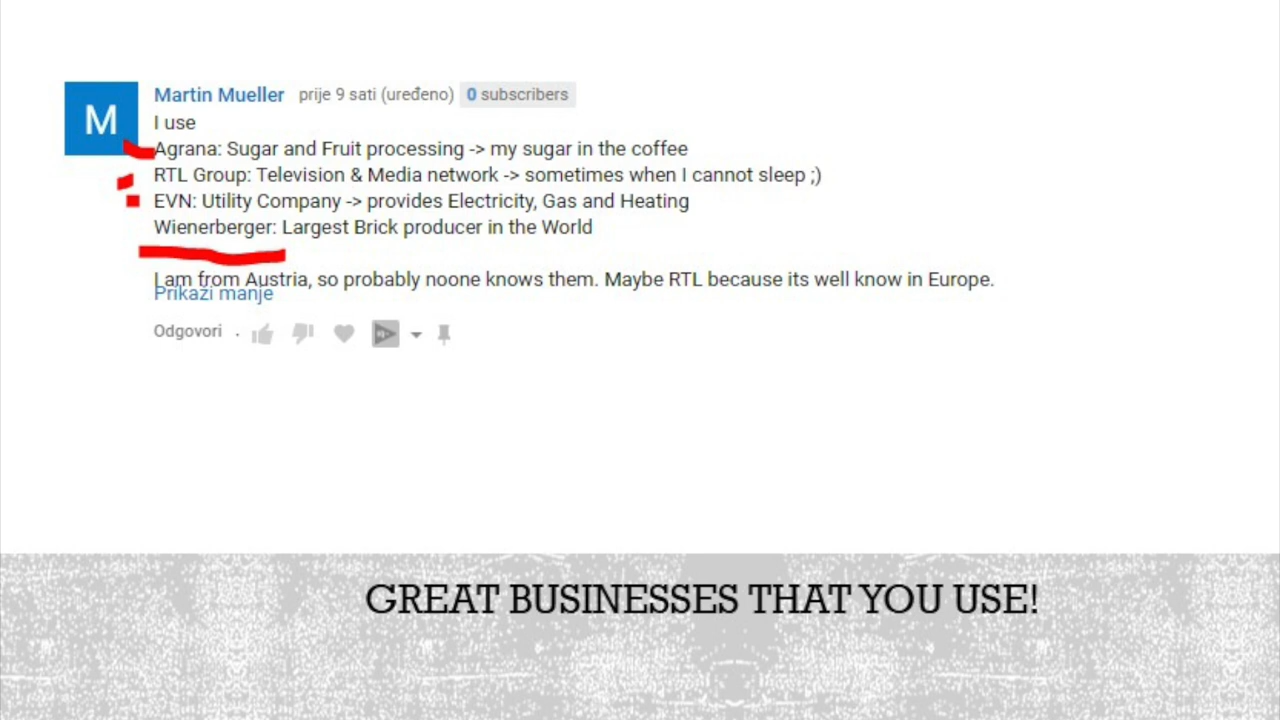 M
Martin Mueller prije 9 sati (uređeno) 0 subscribers
I use
Agrana: Sugar and Fruit processing -> my sugar in the coffee
RTL Group: Television & Media network -> sometimes when I cannot sleep ;)
EVN: Utility Company -> provides Electricity, Gas and Heating
Wienerberger: Largest Brick producer in the World
I am from Austria, so probably noone knows them. Maybe RTL because its well know in Europe.
Prikaži manje
Odgovori ·
GREAT BUSINESSES THAT YOU USE!